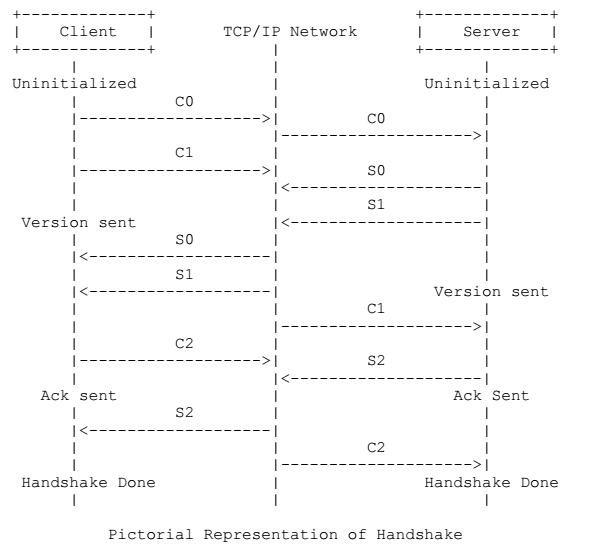 +-------------+                            +-------------+
|    Client   |       TCP/IP Network       |    Server   |
+-------------+             |              +-------------+
      |                     |                     |
Uninitialized               |               Uninitialized
      |          C0         |                     |
      |------------------->|         C0          |
      |                     |-------------------->|
      |          C1         |                     |
      |------------------->|         S0          |
      |                     |<--------------------|
      |                     |         S1          |
 Version sent               |<--------------------|
      |          S0         |                     |
      |<--------------------|                     |
      |          S1         |                     |
      |<--------------------|                Version sent
      |                     |         C1          |
      |                     |-------------------->|
      |          C2         |                     |
      |------------------->|         S2          |
      |                     |<--------------------|
   Ack sent                 |                  Ack Sent
      |          S2         |                     |
      |<--------------------|                     |
      |                     |         C2          |
      |                     |-------------------->|
 Handshake Done             |               Handshake Done
      |                     |                     |
Pictorial Representation of Handshake